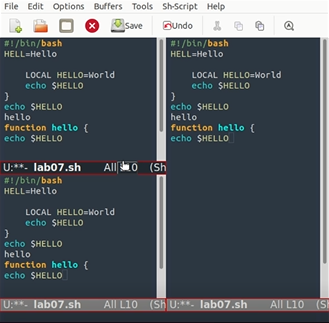 File Edit Options Buffers Tools Sh-Script Help
Save Undo
#!/bin/bash
HELL=Hello
LOCAL HELLO=World
echo $HELLO
}
echo $HELLO
hello
function hello {
echo $HELLO
U:**- lab07.sh All L10 (Sh
#!/bin/bash
HELL=Hello
LOCAL HELLO=World
echo $HELLO
}
echo $HELLO
hello
function hello {
echo $HELLO
U:**- lab07.sh All L10 (Sh
#!/bin/bash
HELL=Hello
LOCAL HELLO=World
echo $HELLO
}
echo $HELLO
hello
function hello {
echo $HELLO
U:**- lab07.sh All L10 (Sh